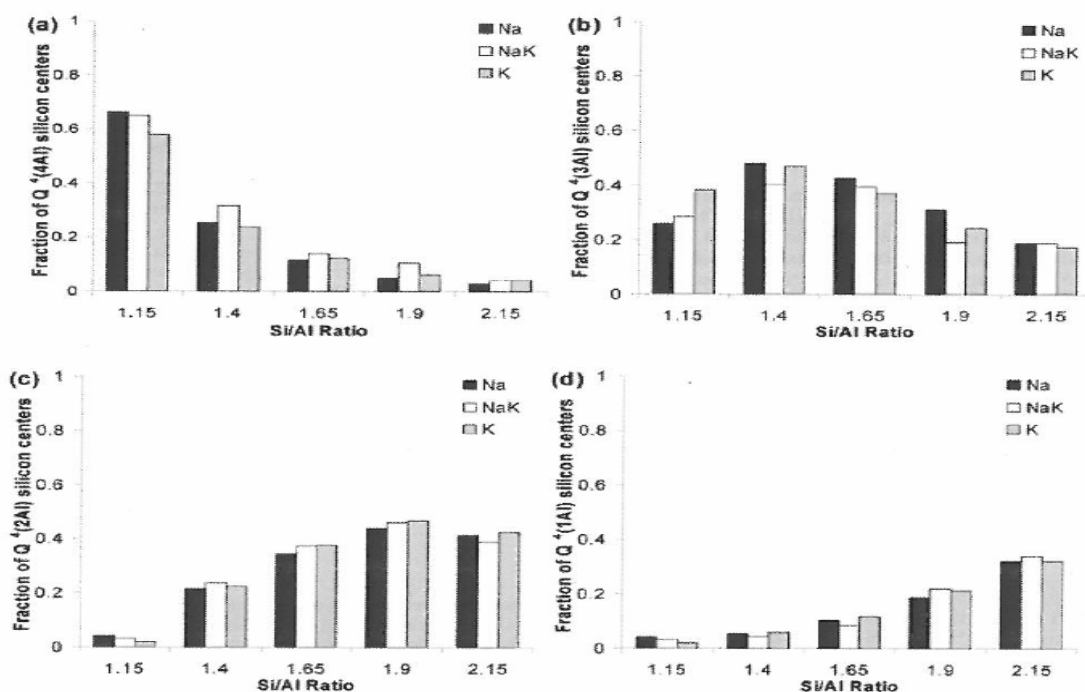 (a)
Na
NaK
K
Fraction of Q⁴(4Al) silicon centers
1
0.8
0.6
0.4
0.2
0
1.15 1.4 1.65 1.9 2.15
Si/Al Ratio
(b)
Na
NaK
K
Fraction of Q⁴(3Al) silicon centers
1
0.8
0.6
0.4
0.2
0
1.15 1.4 1.65 1.9 2.15
Si/Al Ratio
(c)
Na
NaK
K
Fraction of Q⁴(2Al) silicon centers
1
0.8
0.6
0.4
0.2
0
1.15 1.4 1.65 1.9 2.15
Si/Al Ratio
(d)
Na
NaK
K
Fraction of Q⁴(1Al) silicon centers
1
0.8
0.6
0.4
0.2
0
1.15 1.4 1.65 1.9 2.15
Si/Al Ratio